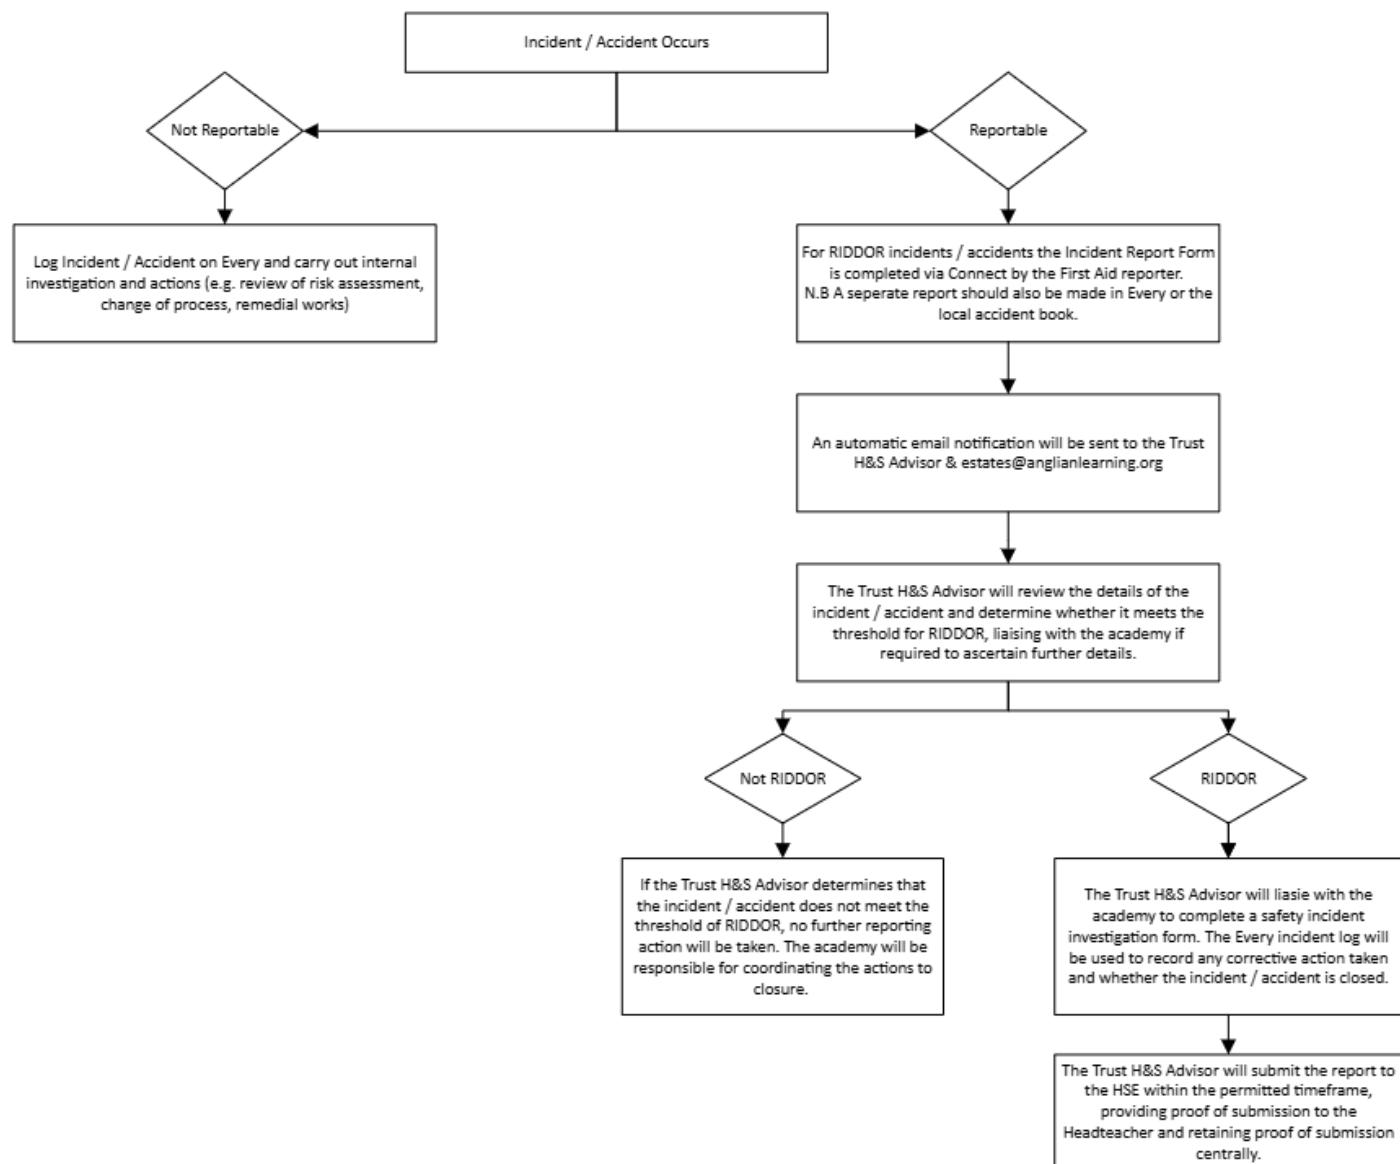 Incident / Accident Occurs
Not Reportable
Reportable
Log Incident / Accident on Every and carry out internal
investigation and actions (e.g. review of risk assessment,
change of process, remedial works)
For RIDDOR incidents / accidents the Incident Report Form
is completed via Connect by the First Aid reporter.
N.B A seperate report should also be made in Every or the
local accident book.
An automatic email notification will be sent to the Trust
H&S Advisor & estates@anglianlearning.org
The Trust H&S Advisor will review the details of the
incident / accident and determine whether it meets the
threshold for RIDDOR, liaising with the academy if
required to ascertain further details.
Not RIDDOR
RIDDOR
If the Trust H&S Advisor determines that
the incident / accident does not meet the
threshold of RIDDOR, no further reporting
action will be taken. The academy will be
responsible for coordinating the actions to
closure.
The Trust H&S Advisor will liasie with the
academy to complete a safety incident
investigation form. The Every incident log will
be used to record any corrective action taken
and whether the incident / accident is closed.
The Trust H&S Advisor will submit the report to
the HSE within the permitted timeframe,
providing proof of submission to the
Headteacher and retaining proof of submission
centrally.